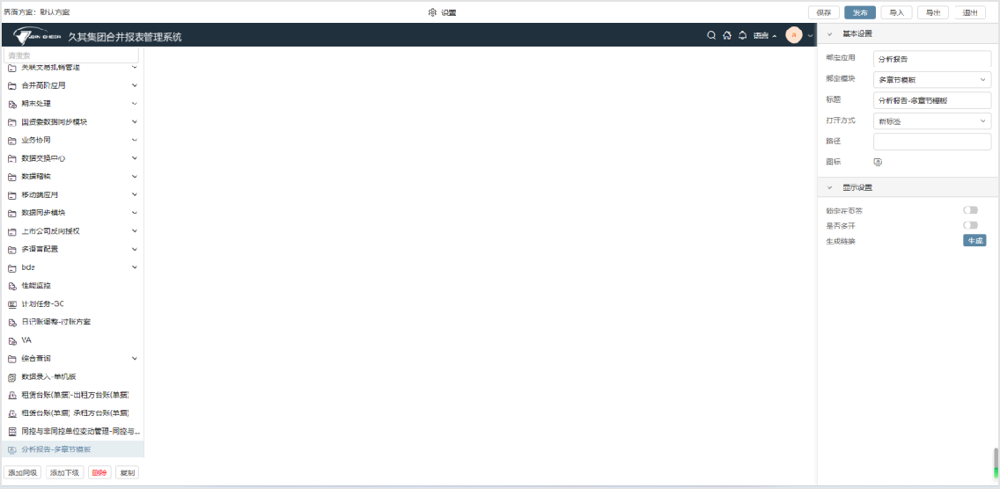 界面方案: 默认方案
设置
保存
发布
导入
导出
退出
久其集团合并报表管理系统
语言
a
请搜索
关联交易抵销管理
合并高阶应用
期末处理
国资委数据同步模块
业务协同
数据交换中心
数据稽核
移动端应用
数据同步模块
上市公司反向授权
多语言配置
bde
性能监控
计划任务-GC
日记账调整-过账方案
VA
综合查询
数据录入-单机版
租赁台账(单据)-出租方台账(单据)
租赁台账(单据)-承租方台账(单据)
同控与非同控单位变动管理-同控与...
分析报告-多章节模板
添加同级
添加下级
删除
复制
基本设置
绑定应用
分析报告
绑定模块
多章节模板
标题
分析报告-多章节模板
打开方式
新标签
路径
图标
显示设置
锁定在页签
是否多开
生成链接
生成